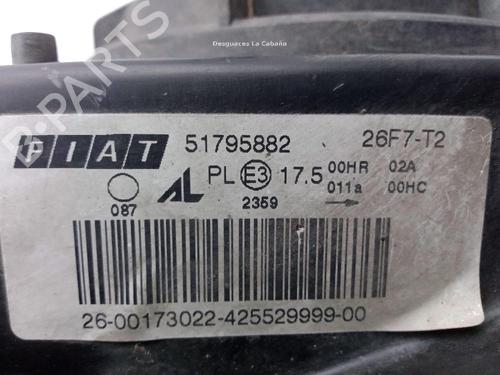 Desguaces La Cabaña
B-PARTS
FIAT 51795882 26F7-T2
AL PL E3 17.5 00HR 02A
011a 00HC
087 2359
26-00173022-425529999-00